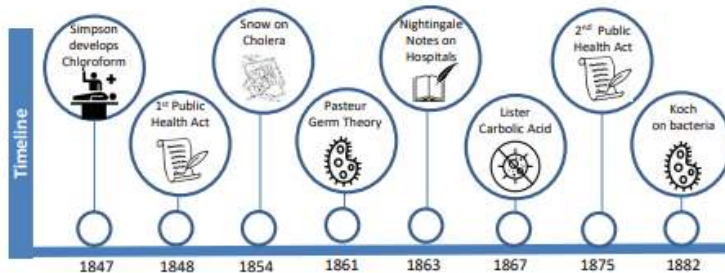 Timeline
Simpson
develops
Chloroform
1st Public
Health Act
Snow on
Cholera
Pasteur
Germ Theory
Nightingale
Notes on
Hospitals
Lister
Carbolic Acid
2nd Public
Health Act
Koch
on bacteria
1847
1848
1854
1861
1863
1867
1875
1882